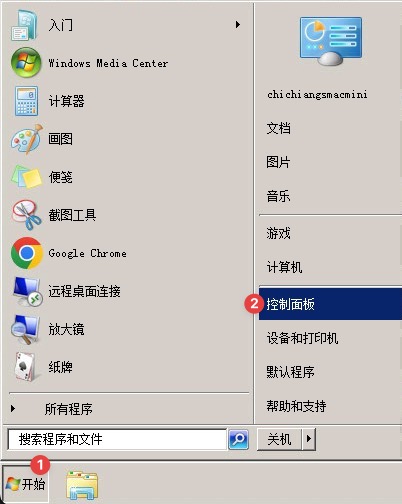 入门
Windows Media Center
计算器
画图
便笺
截图工具
Google Chrome
远程桌面连接
放大镜
纸牌
所有程序
搜索程序和文件
chichiangsmacmini
文档
图片
音乐
游戏
计算机
2 控制面板
设备和打印机
默认程序
帮助和支持
关机
1
开始